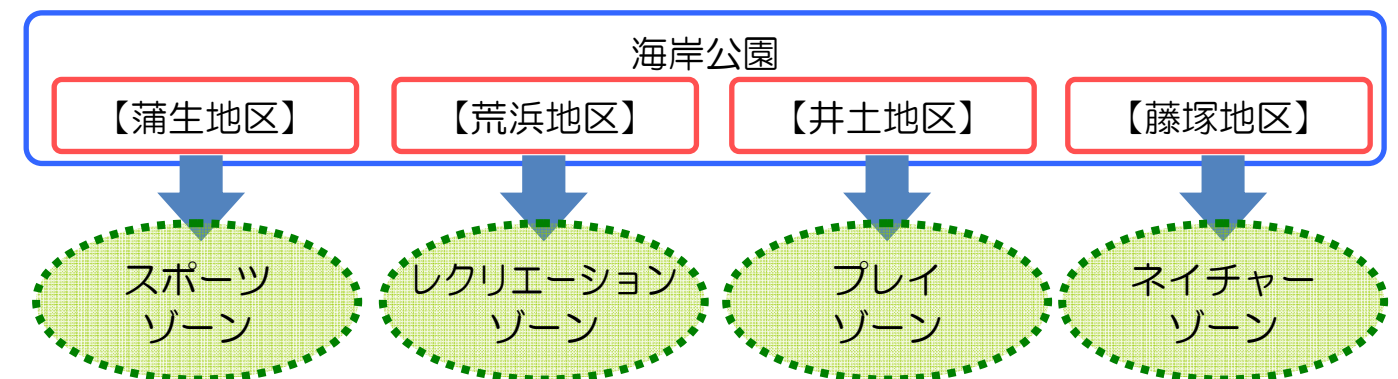 海岸公園
【蒲生地区】
【荒浜地区】
【井土地区】
【藤塚地区】
スポーツ
ゾーン
レクリエーション
ゾーン
プレイ
ゾーン
ネイチャー
ゾーン